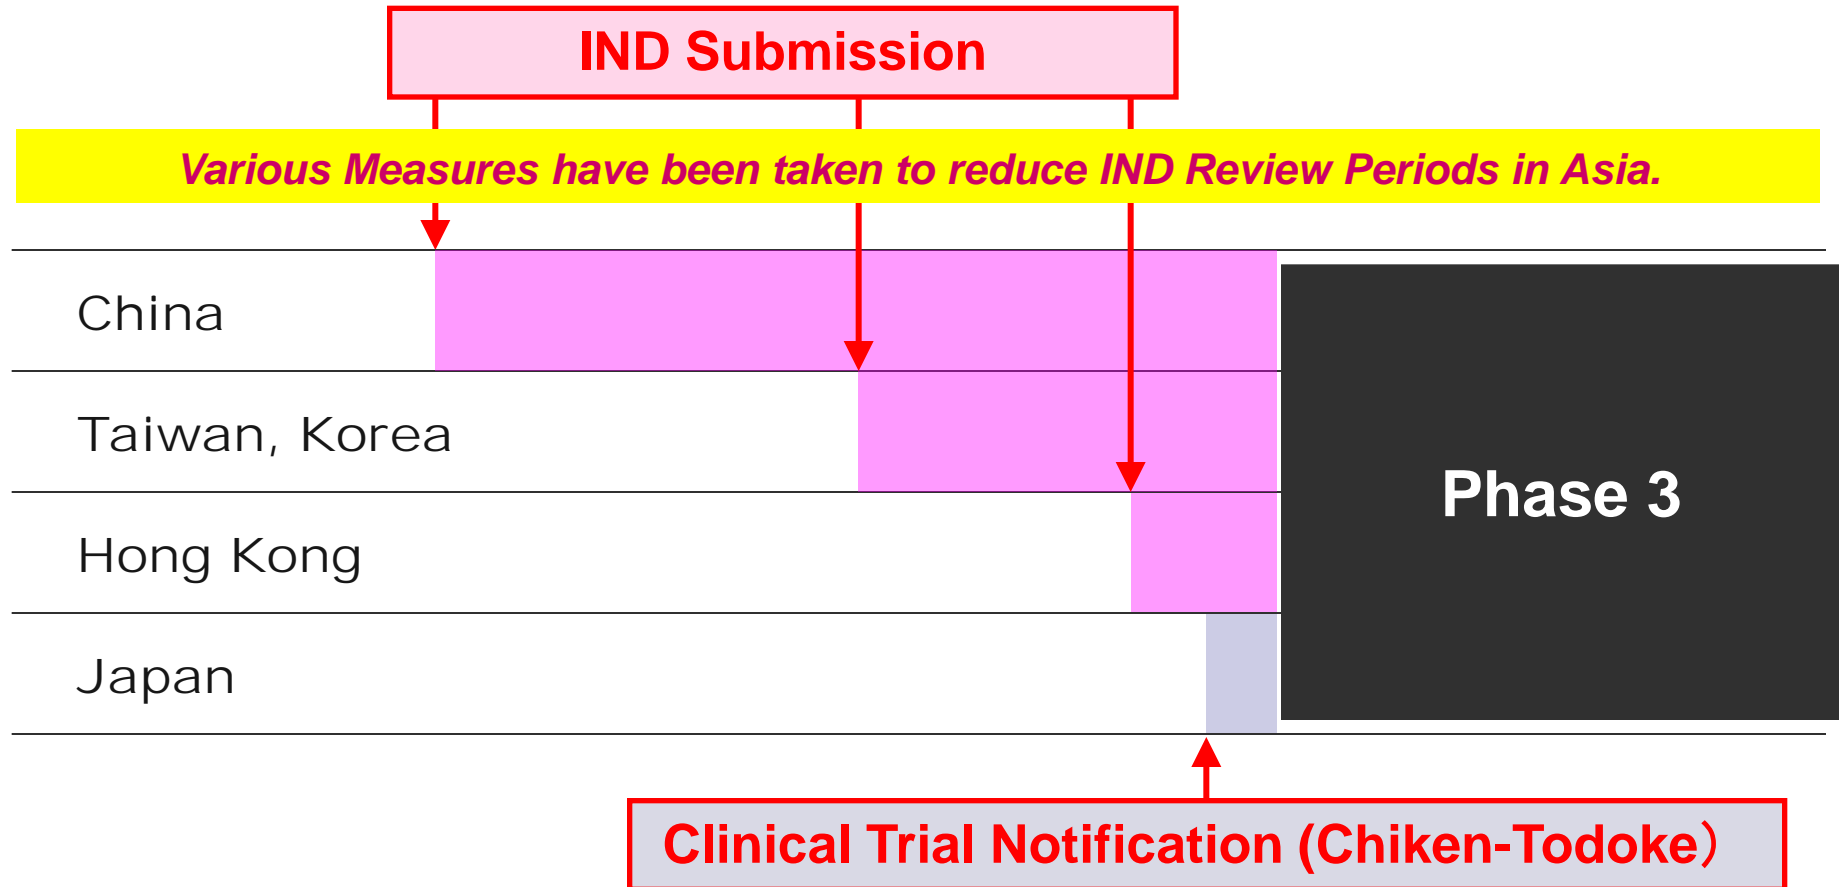 IND Submission
Various Measures have been taken to reduce IND Review Periods in Asia.
China
Taiwan, Korea
Hong Kong
Japan
Phase 3
Clinical Trial Notification (Chiken-Todoke）